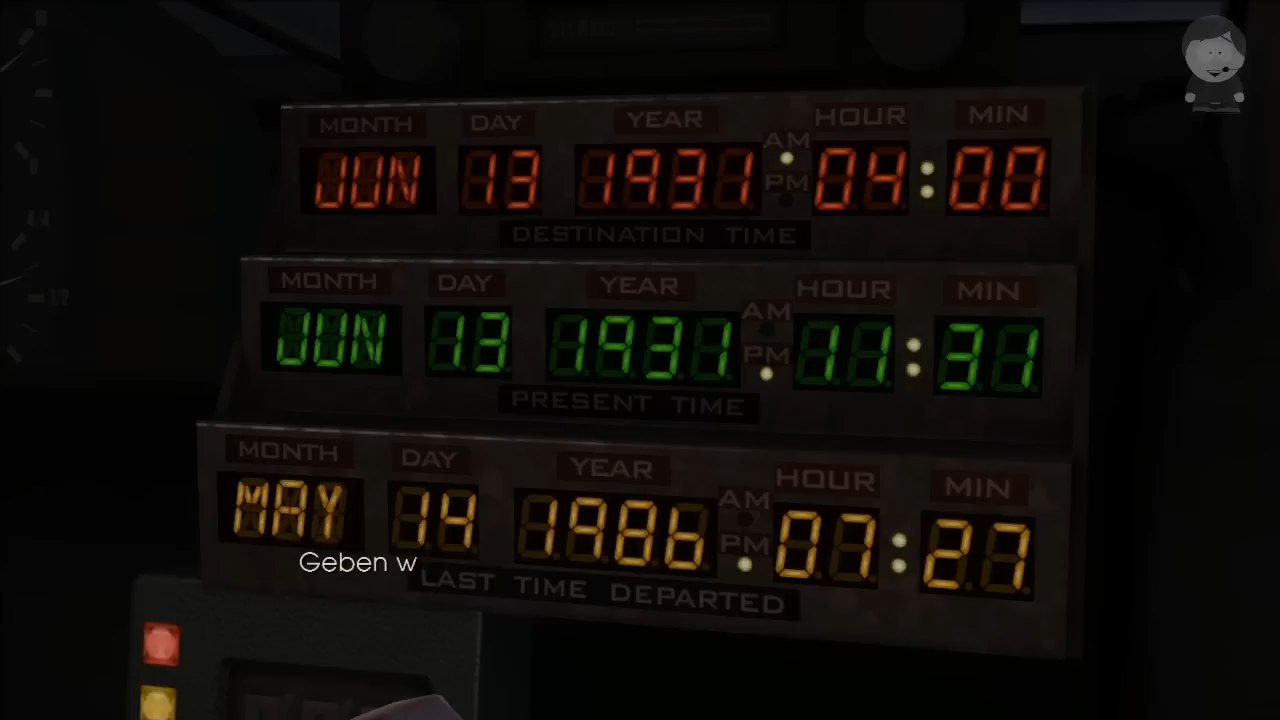 MONTH DAY YEAR AM PM HOUR MIN
JUN 13 1931 04:00
DESTINATION TIME
MONTH DAY YEAR AM PM HOUR MIN
JUN 13 1931 11:31
PRESENT TIME
MONTH DAY YEAR AM PM HOUR MIN
MAY 14 1986 07:27
Geben w
LAST TIME DEPARTED